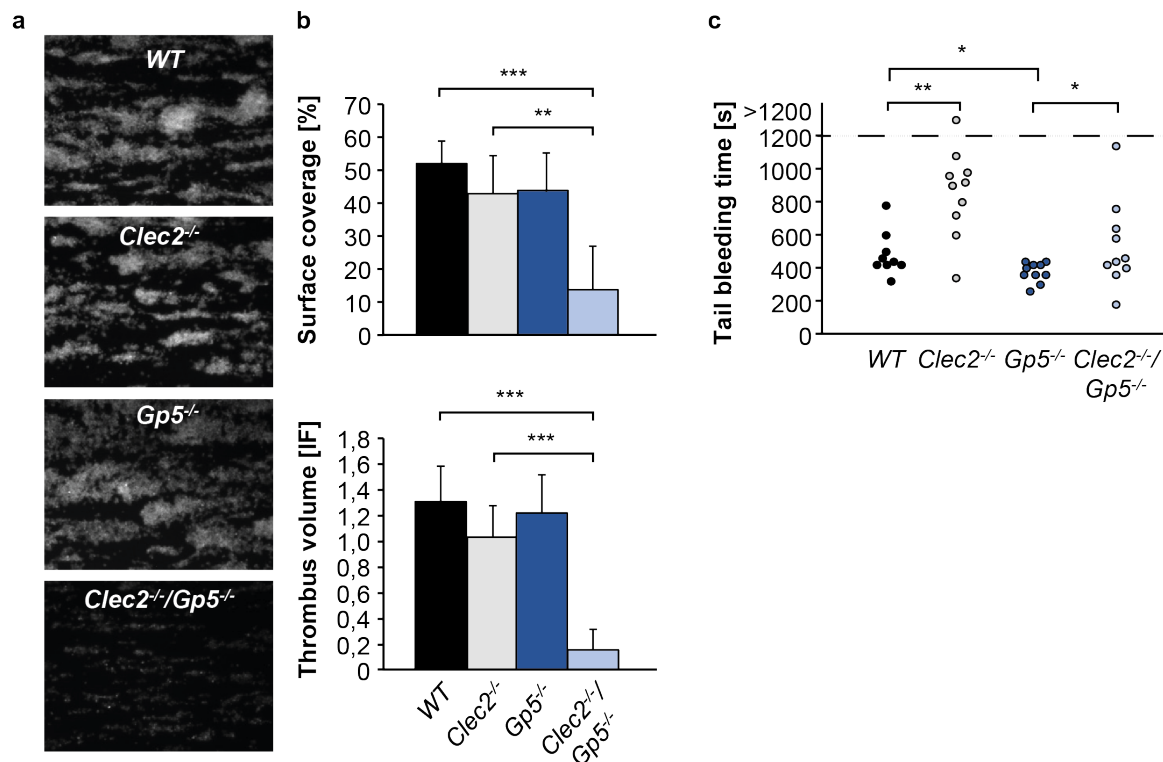 a
WT
Clec2-/-
Gp5-/-
Clec2-/-/Gp5-/-
b
***
**
Surface coverage [%]
70
60
50
40
30
20
10
0
***
***
Thrombus volume [IF]
1,8
1,6
1,4
1,2
1,0
0,8
0,6
0,4
0,2
0
WT
Clec2-/-
Gp5-/-
Clec2-/-/
Gp5-/-
c
*
**
*
Tail bleeding time [s]
>1200
1200
1000
800
600
400
200
0
WT
Clec2-/-
Gp5-/-
Clec2-/-/
Gp5-/-